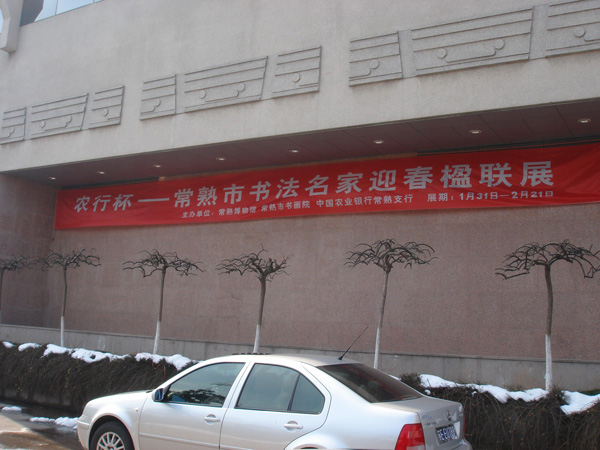 农行杯——常熟市书法名家迎春楹联展
主办单位：常熟博物馆 常熟市书画院 中国农业银行常熟支行 展期：1月31日—2月21日